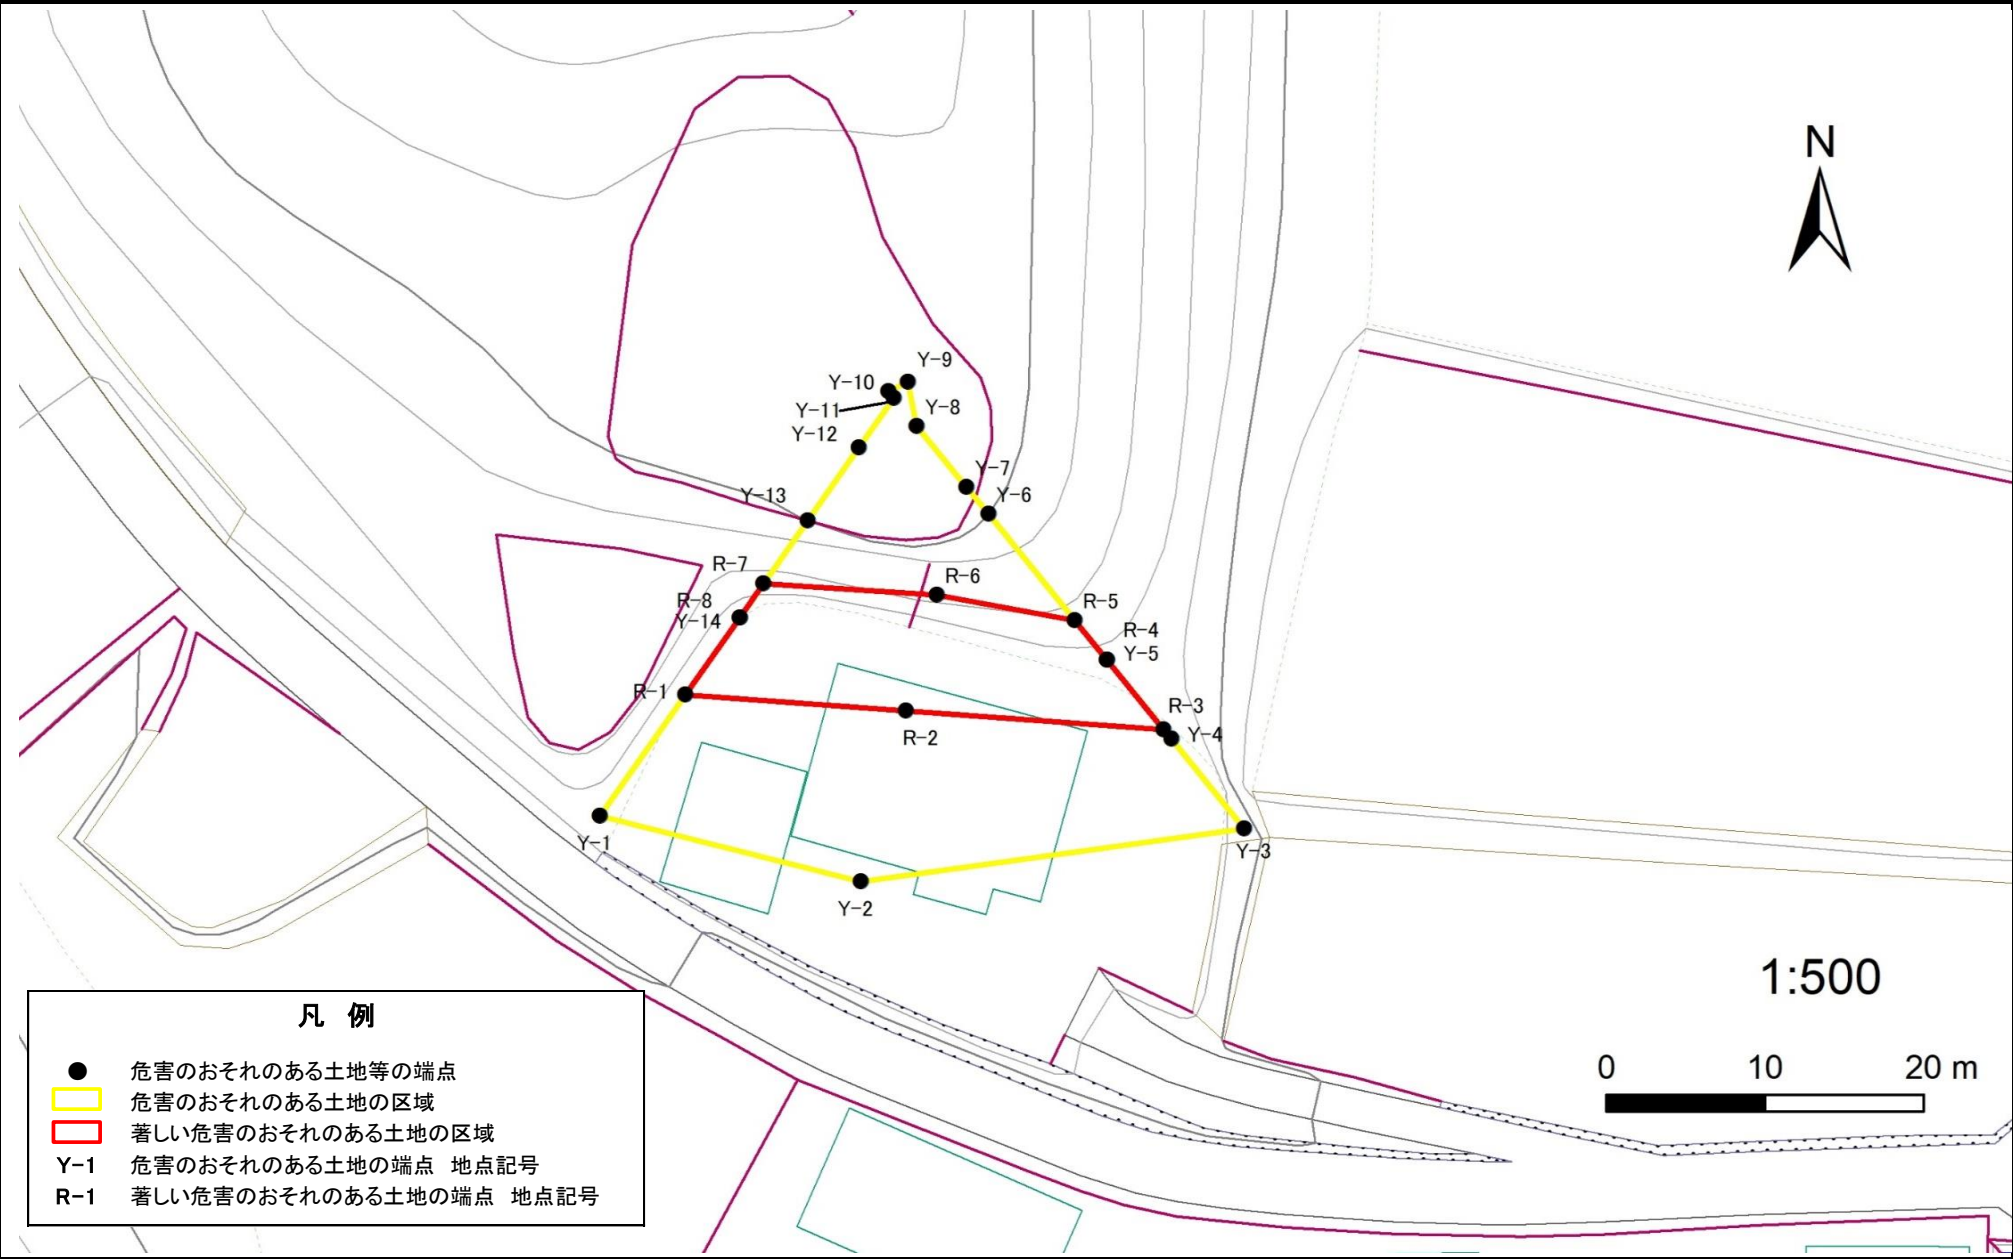 N
Y-9
Y-10
Y-11
Y-8
Y-12
Y-7
Y-13
Y-6
R-7
R-6
R-8
R-5
Y-14
R-4
Y-5
R-1
R-3
R-2
Y-4
Y-1
Y-3
Y-2
1:500
0 10 20 m
凡 例
危害のおそれのある土地等の端点
危害のおそれのある土地の区域
著しい危害のおそれのある土地の区域
Y-1 危害のおそれのある土地の端点 地点記号
R-1 著しい危害のおそれのある土地の端点 地点記号